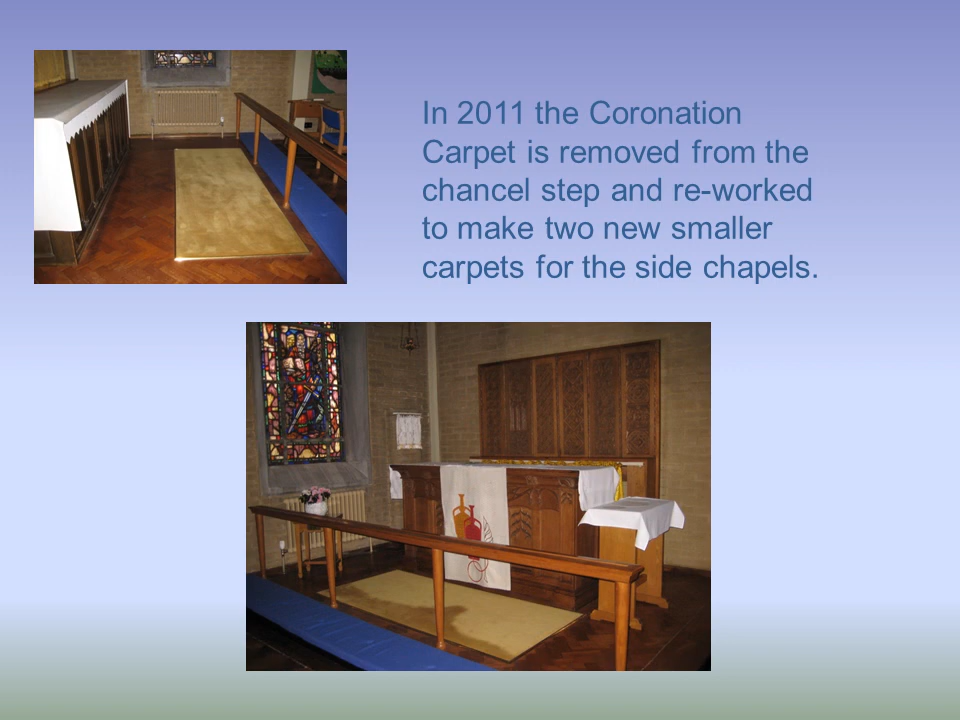 In 2011 the Coronation
Carpet is removed from the
chancel step and re-worked
to make two new smaller
carpets for the side chapels.